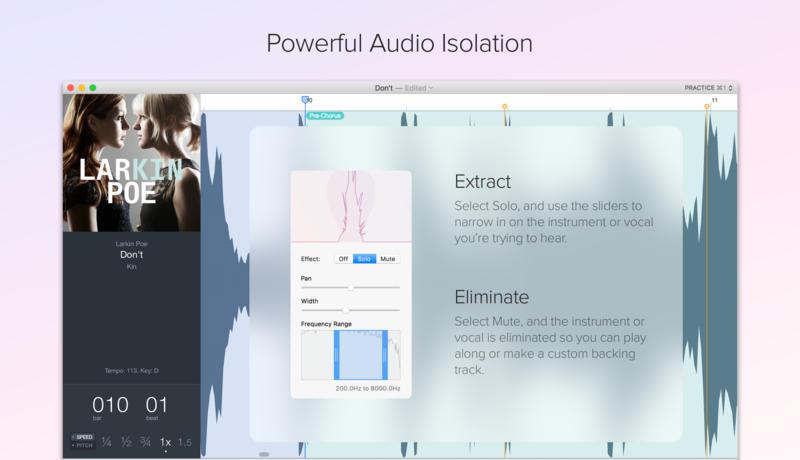 Powerful Audio Isolation
Don't — Edited
PRACTICE ⌘1
10
11
Pre-Chorus
LARKIN
POE
Larkin Poe
Don't
Kin
Tempo: 113, Key: D
010 01
bar beat
SPEED
PITCH
¼ ½ ¾ 1x 1.5
Effect: Off Solo Mute
Pan
Width
Frequency Range
200.0Hz to 8000.0Hz
Extract
Select Solo, and use the sliders to
narrow in on the instrument or vocal
you're trying to hear.
Eliminate
Select Mute, and the instrument or
vocal is eliminated so you can play
along or make a custom backing
track.